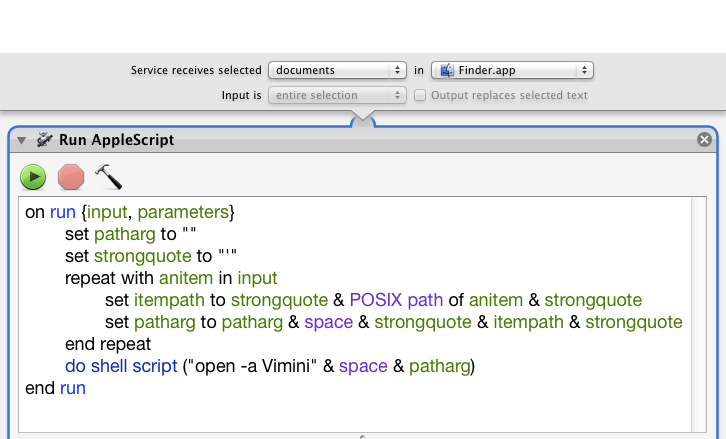 Service receives selected documents in Finder.app
Input is entire selection Output replaces selected text
Run AppleScript
on run {input, parameters}
set patharg to ""
set strongquote to "'"
repeat with anitem in input
set itempath to strongquote & POSIX path of anitem & strongquote
set patharg to patharg & space & strongquote & itempath & strongquote
end repeat
do shell script ("open -a Vimini" & space & patharg)
end run